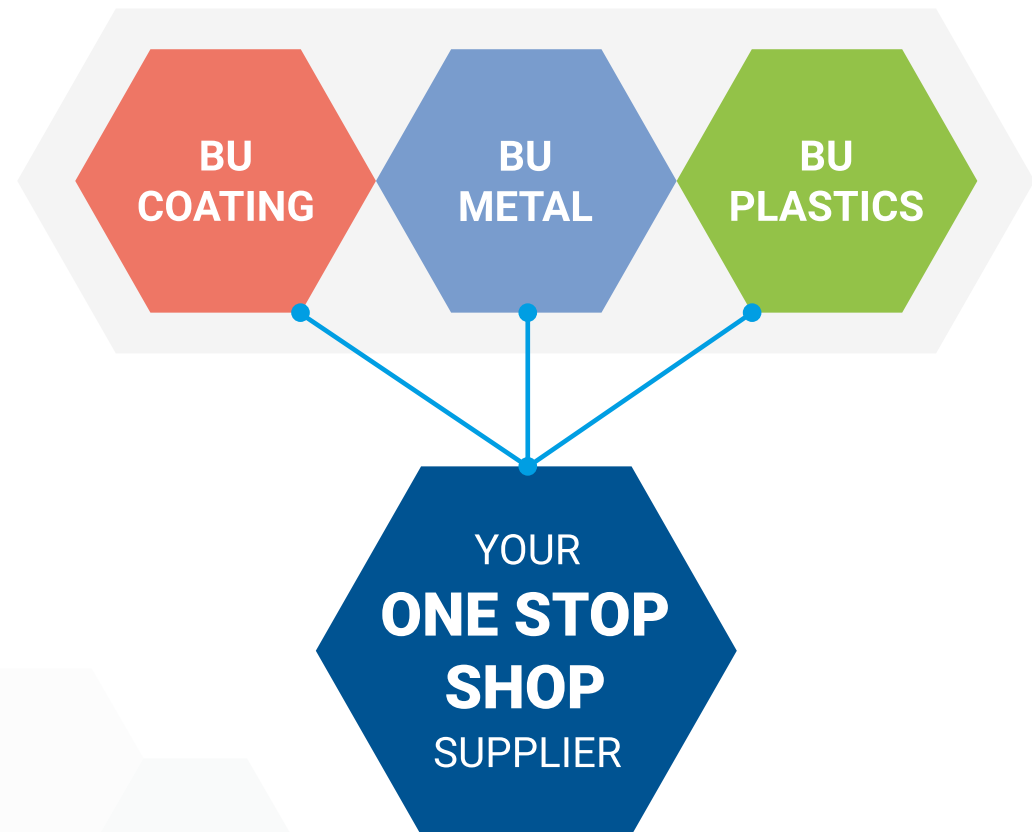 BU
COATING
BU
METAL
BU
PLASTICS
YOUR
ONE STOP
SHOP
SUPPLIER